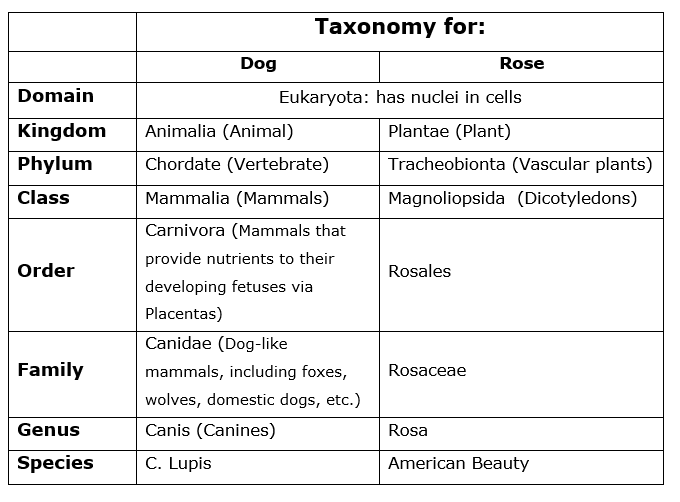 Taxonomy for:
Dog Rose
Domain Eukaryota: has nuclei in cells
Kingdom Animalia (Animal) Plantae (Plant)
Phylum Chordate (Vertebrate) Tracheobionta (Vascular plants)
Class Mammalia (Mammals) Magnoliopsida (Dicotyledons)
Order Carnivora (Mammals that
provide nutrients to their
developing fetuses via
Placentas) Rosales
Family Canidae (Dog-like
mammals, including foxes,
wolves, domestic dogs, etc.) Rosaceae
Genus Canis (Canines) Rosa
Species C. Lupis American Beauty